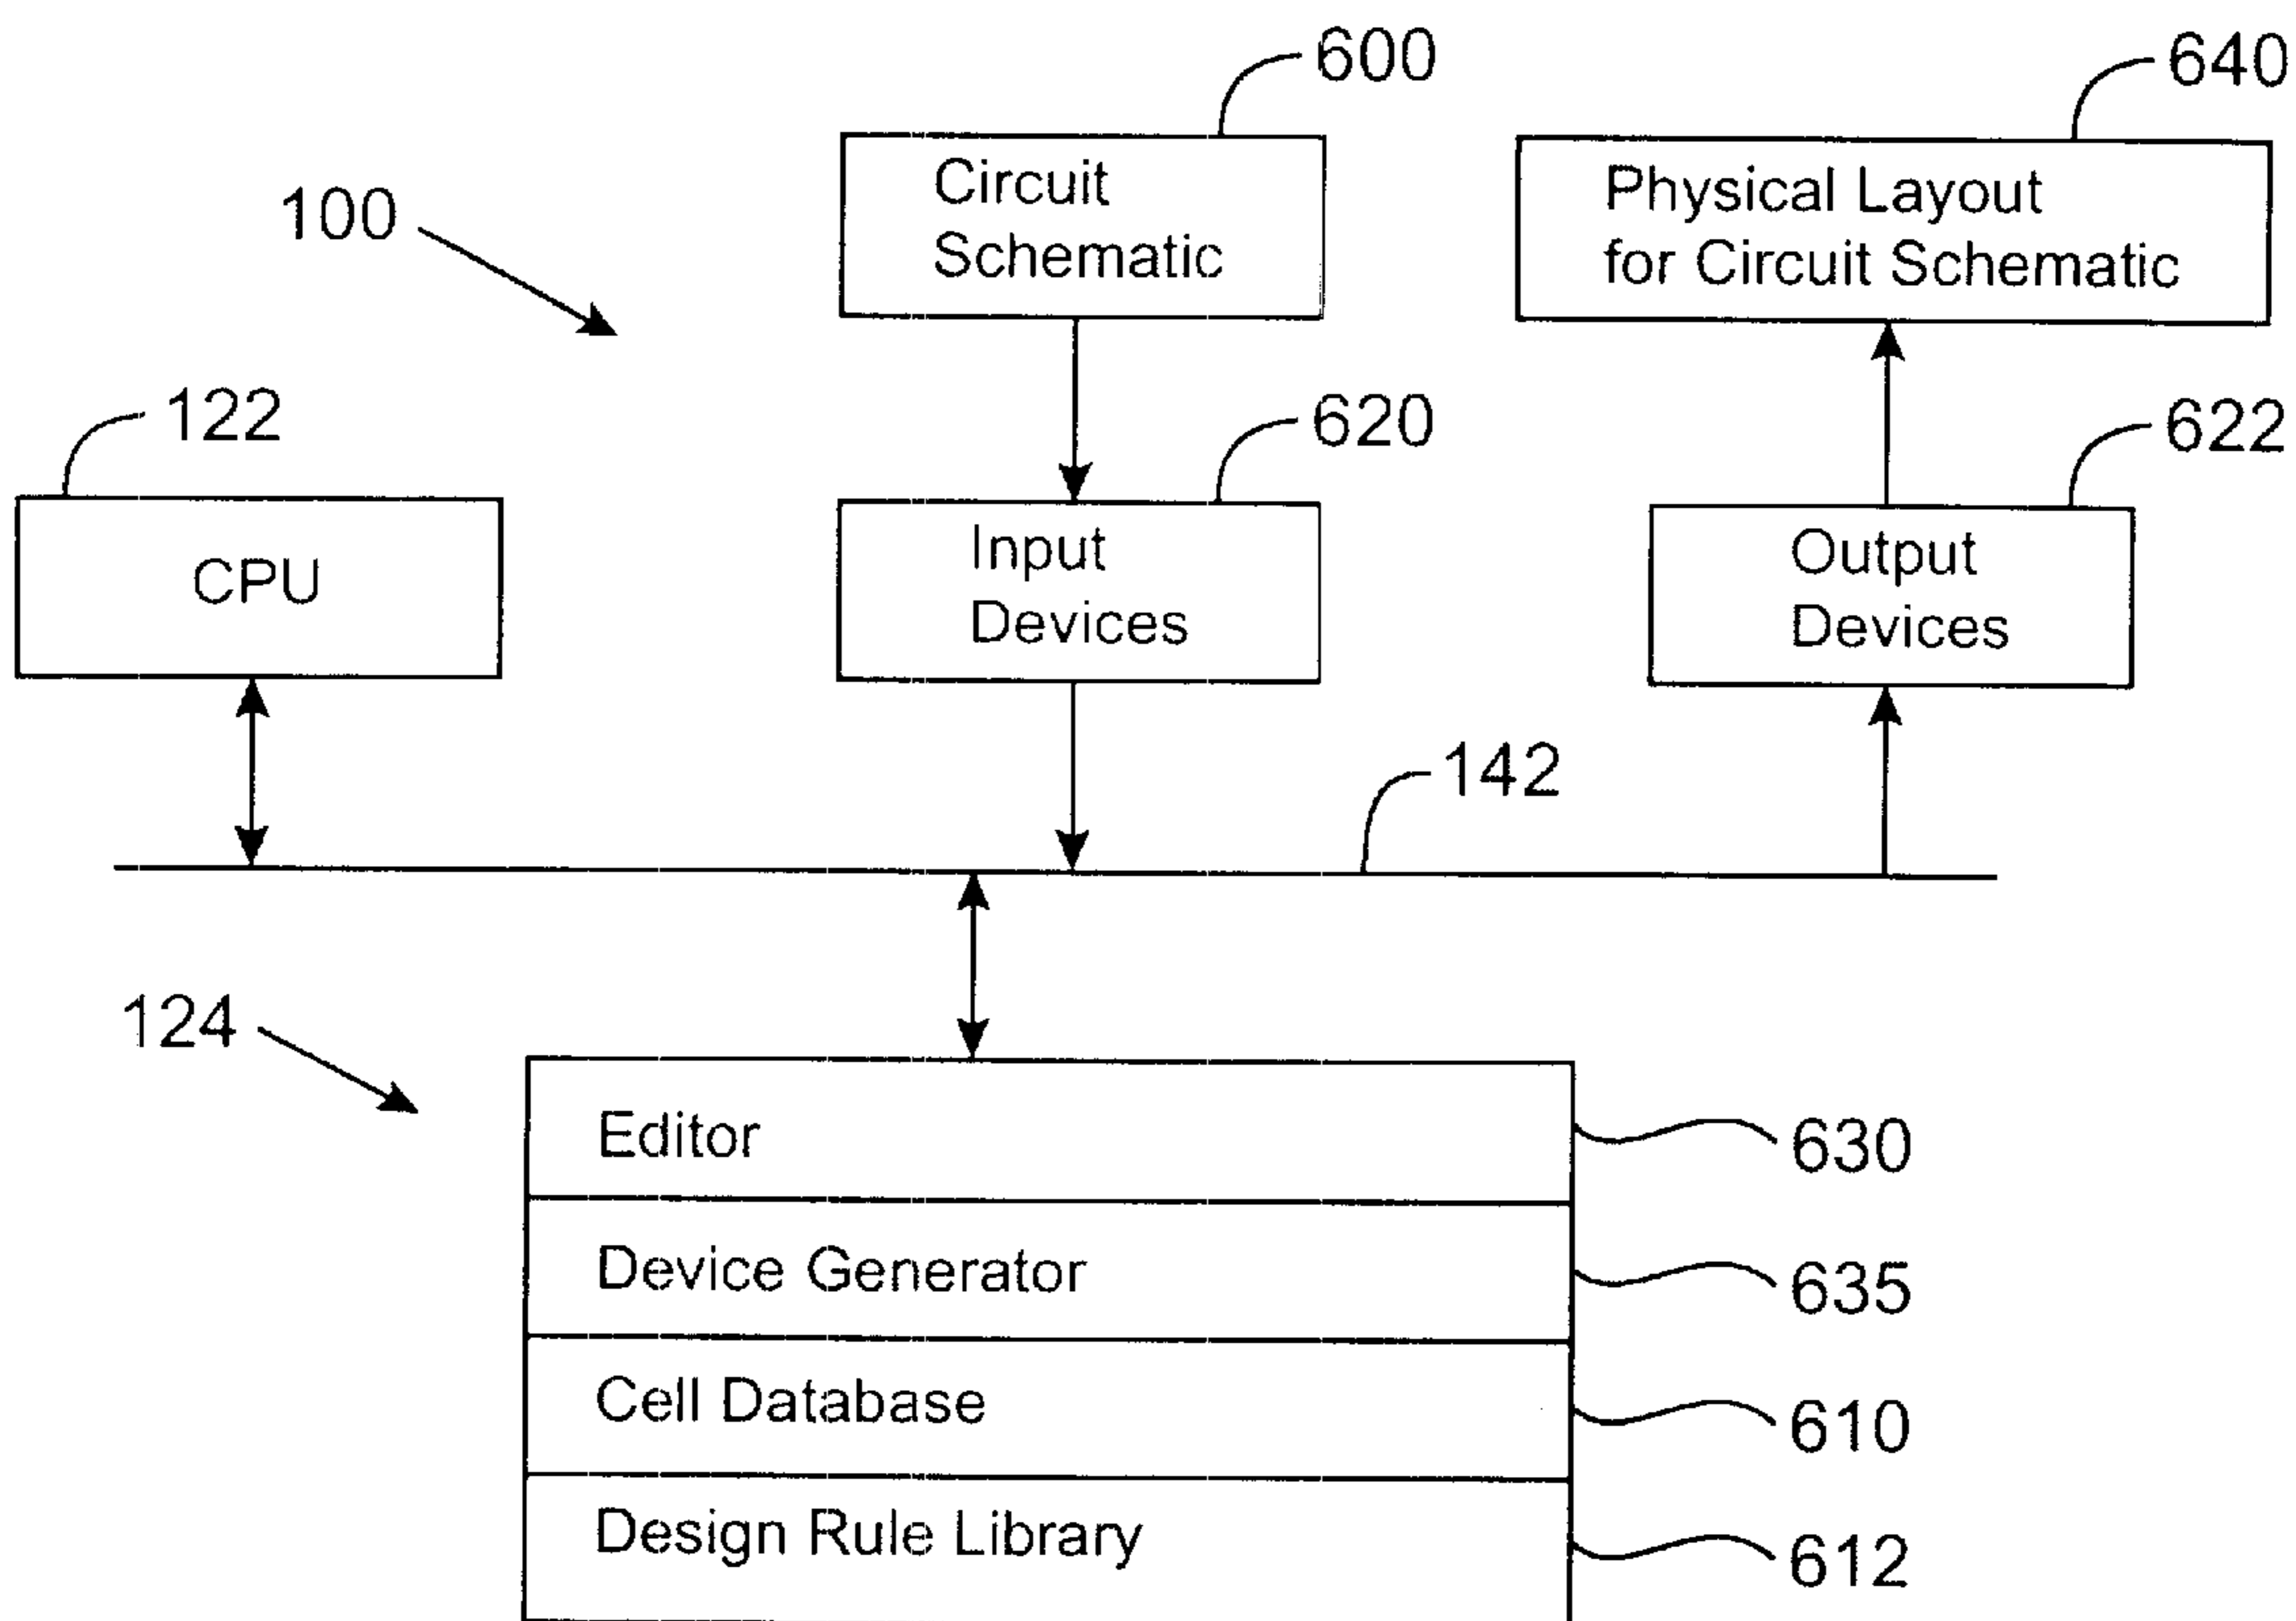 600
640
Circuit
Schematic
Physical Layout
for Circuit Schematic
100
122
620
622
CPU
Input
Devices
Output
Devices
142
124
Editor
630
Device Generator
635
Cell Database
610
Design Rule Library
612